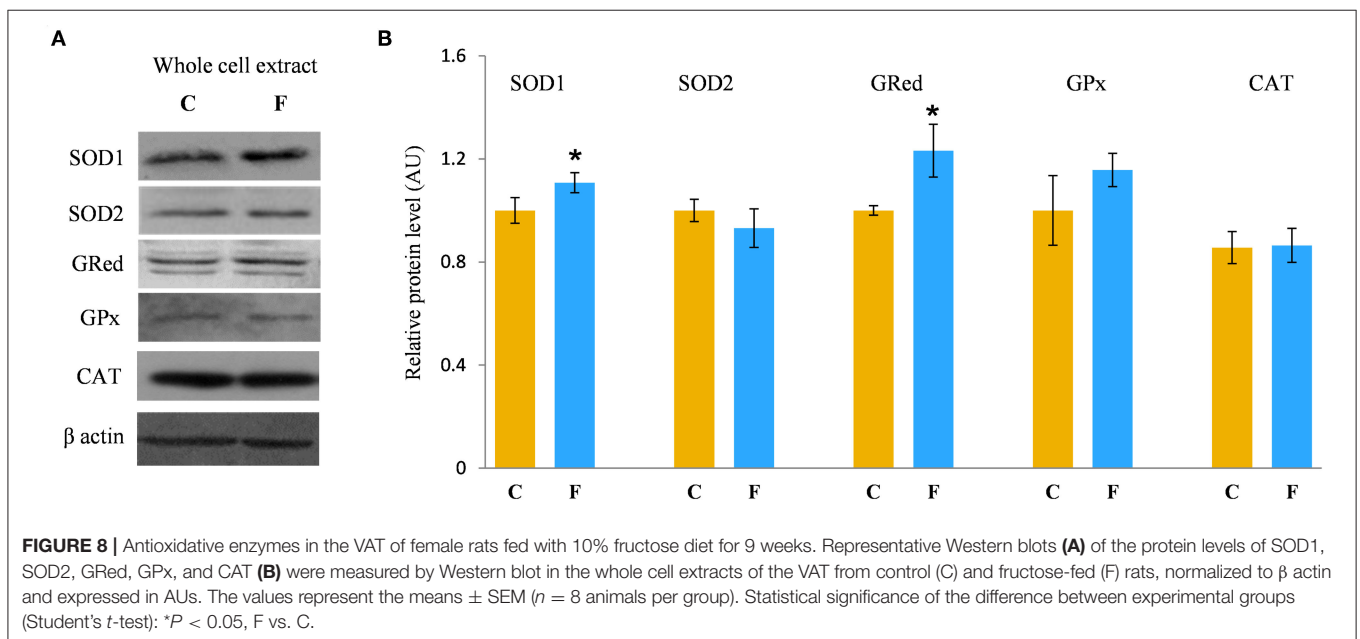 A
Whole cell extract
C F
SOD1
SOD2
GRed
GPx
CAT
β actin
B
Relative protein level (AU)
1.6
1.2
0.8
0.4
0
SOD1 SOD2 GRed GPx CAT
* *
C F C F C F C F C F
FIGURE 8 | Antioxidative enzymes in the VAT of female rats fed with 10% fructose diet for 9 weeks. Representative Western blots (A) of the protein levels of SOD1,
SOD2, GRed, GPx, and CAT (B) were measured by Western blot in the whole cell extracts of the VAT from control (C) and fructose-fed (F) rats, normalized to β actin
and expressed in AUs. The values represent the means ± SEM (n = 8 animals per group). Statistical significance of the difference between experimental groups
(Student's t-test): *P < 0.05, F vs. C.